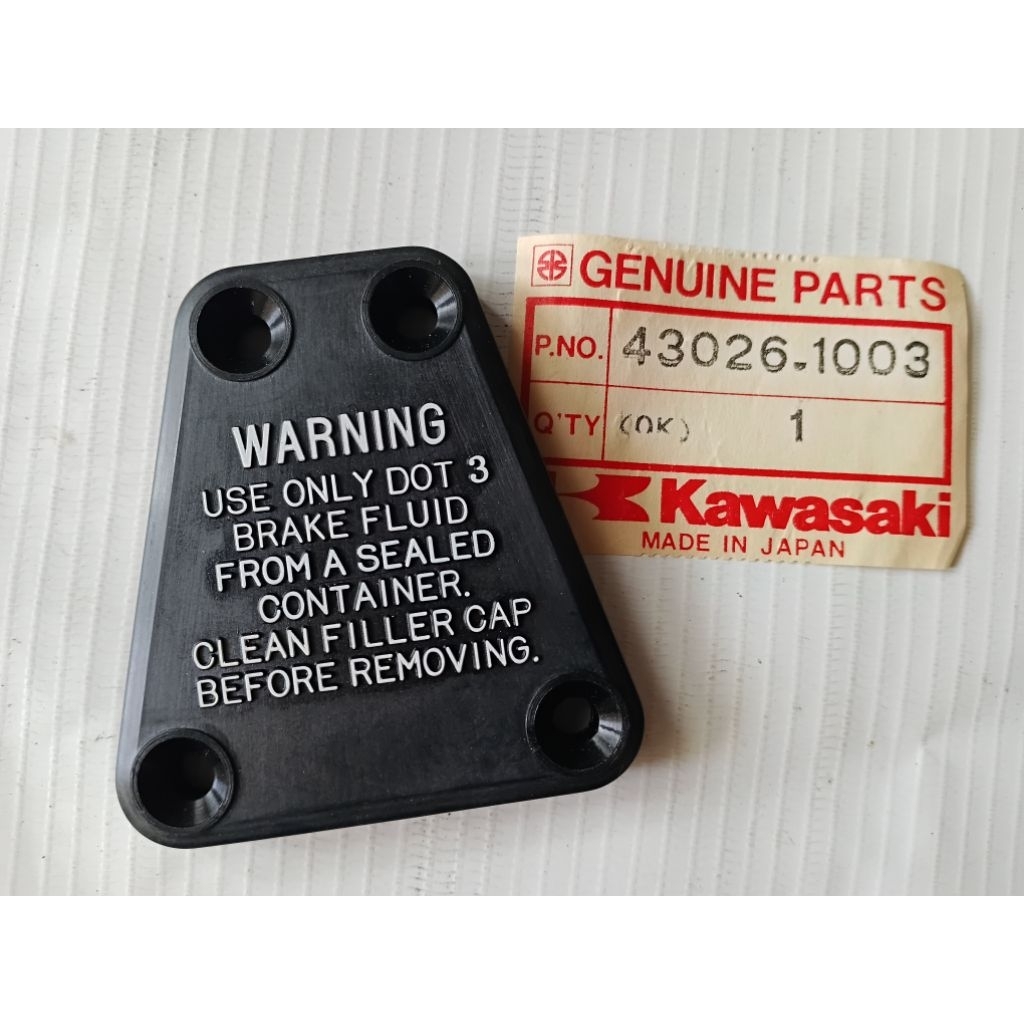 WARNING
USE ONLY DOT 3
BRAKE FLUID
FROM A SEALED
CONTAINER.
CLEAN FILLER CAP
BEFORE REMOVING.
GENUINE PARTS
P.NO. 43026-1003
Q'TY (OK) 1
Kawasaki
MADE IN JAPAN